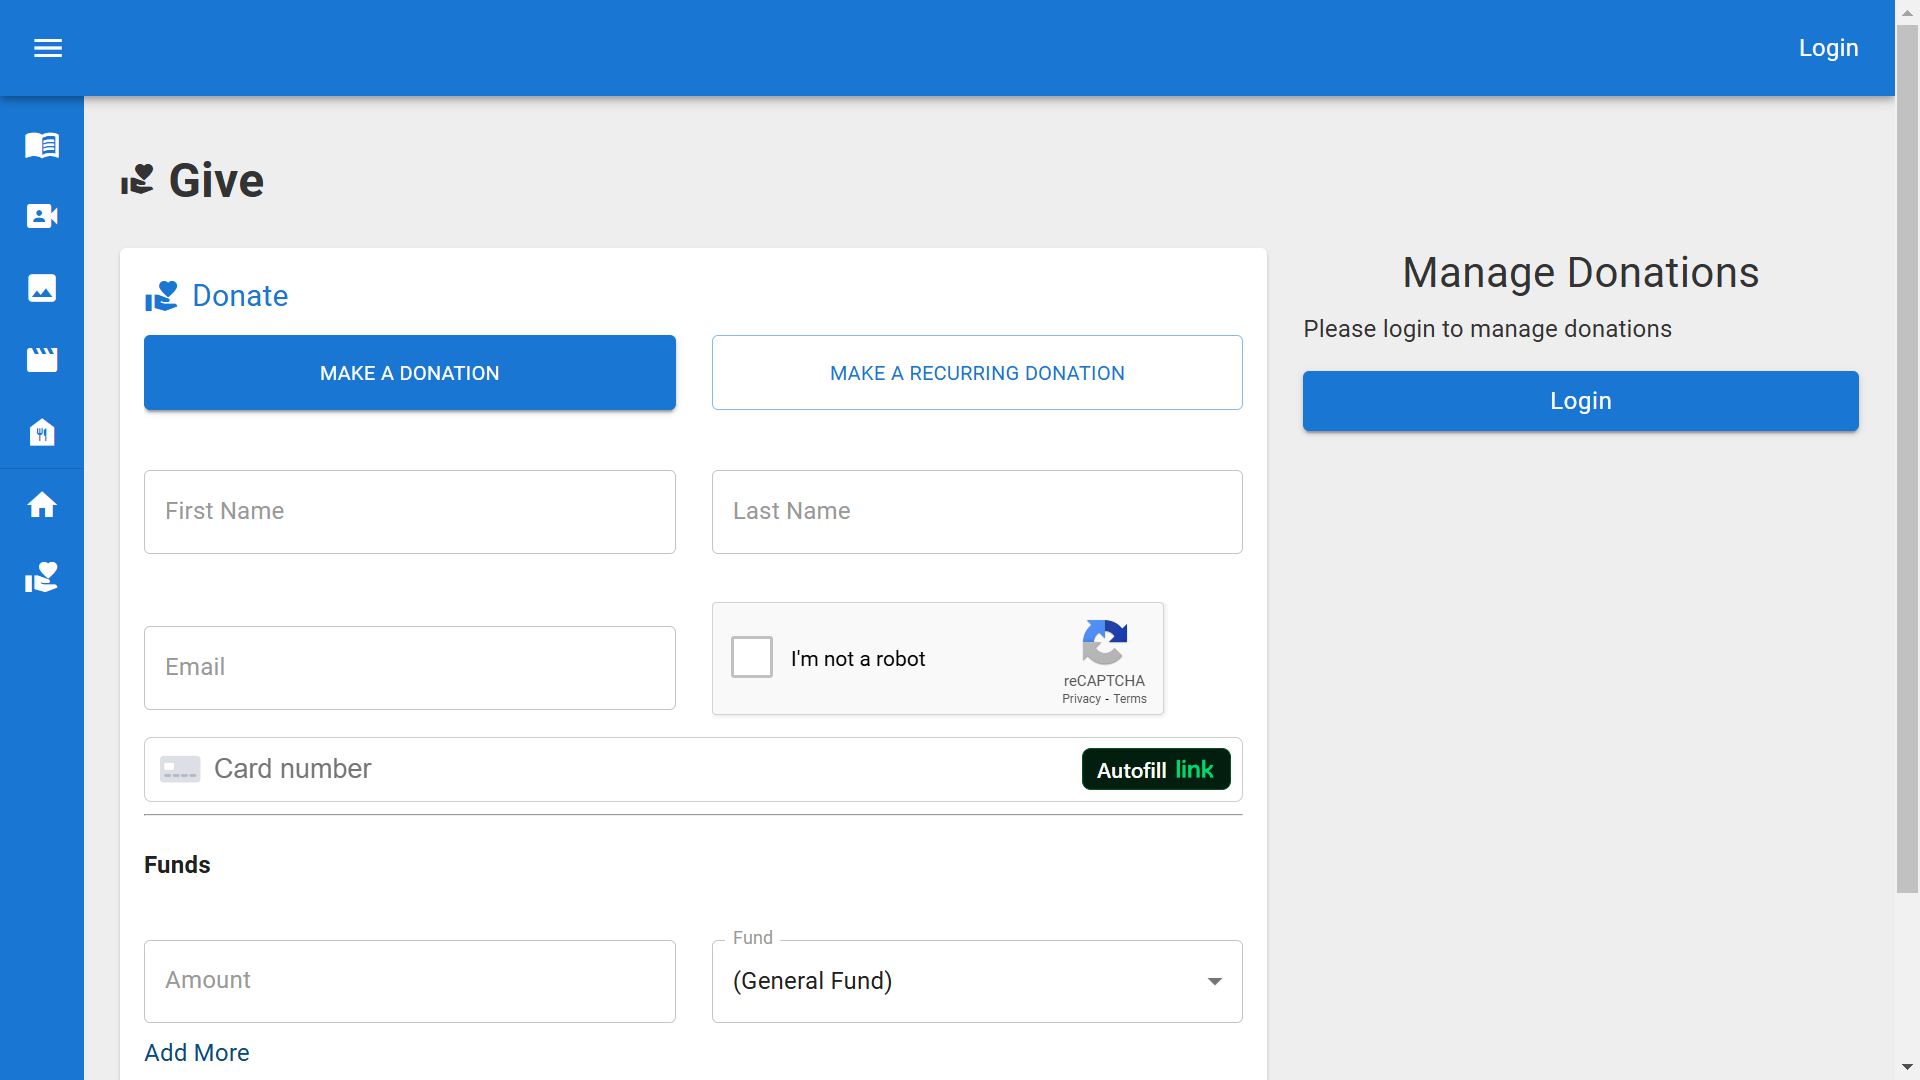 Login
Give
Donate
MAKE A DONATION
MAKE A RECURRING DONATION
First Name
Last Name
Email
I'm not a robot
reCAPTCHA
Privacy - Terms
Card number
Autofill link
Funds
Amount
Fund
(General Fund)
Add More
Manage Donations
Please login to manage donations
Login